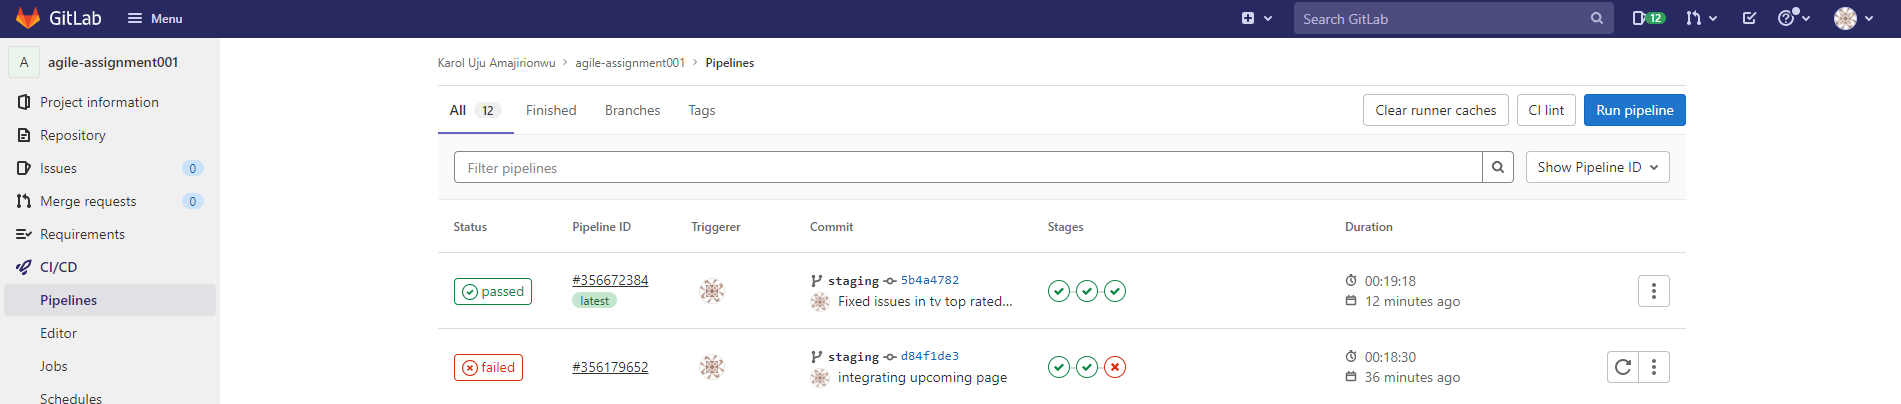 GitLab Menu Search GitLab 12
A agile-assignment001
Project information
Repository
Issues 0
Merge requests 0
Requirements
CI/CD
Pipelines
Editor
Jobs
Schedules
Karol Uju Amajirionwu > agile-assignment001 > Pipelines
All 12 Finished Branches Tags Clear runner caches CI lint Run pipeline
Filter pipelines Show Pipeline ID
Status Pipeline ID Triggerer Commit Stages Duration
passed #356672384 staging 5b4a4782 00:19:18
latest Fixed issues in tv top rated... 12 minutes ago
failed #356179652 staging d84f1de3 00:18:30
integrating upcoming page 36 minutes ago